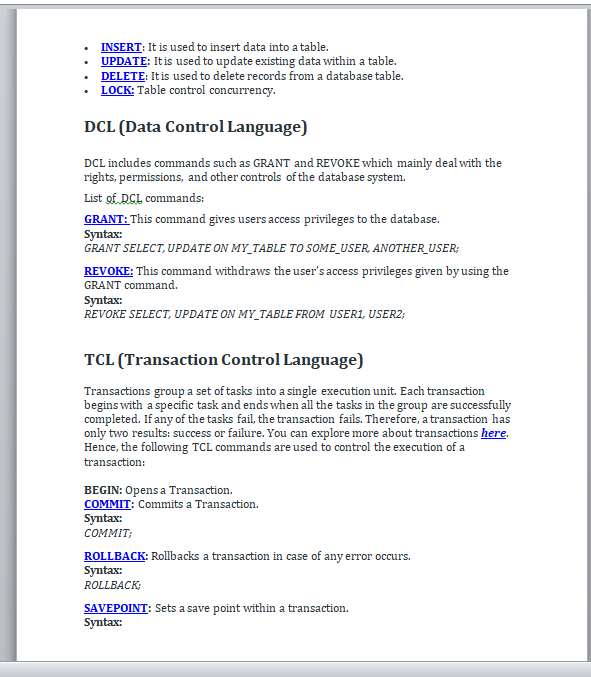 • INSERT: It is used to insert data into a table.
• UPDATE: It is used to update existing data within a table.
• DELETE: It is used to delete records from a database table.
• LOCK: Table control concurrency.
DCL (Data Control Language)
DCL includes commands such as GRANT and REVOKE which mainly deal with the
rights, permissions, and other controls of the database system.
List of DCL commands:
GRANT: This command gives users access privileges to the database.
Syntax:
GRANT SELECT, UPDATE ON MY_TABLE TO SOME_USER, ANOTHER_USER;
REVOKE: This command withdraws the user's access privileges given by using the
GRANT command.
Syntax:
REVOKE SELECT, UPDATE ON MY_TABLE FROM USER1, USER2;
TCL (Transaction Control Language)
Transactions group a set of tasks into a single execution unit. Each transaction
begins with a specific task and ends when all the tasks in the group are successfully
completed. If any of the tasks fail, the transaction fails. Therefore, a transaction has
only two results: success or failure. You can explore more about transactions here.
Hence, the following TCL commands are used to control the execution of a
transaction:
BEGIN: Opens a Transaction.
COMMIT: Commits a Transaction.
Syntax:
COMMIT;
ROLLBACK: Rollbacks a transaction in case of any error occurs.
Syntax:
ROLLBACK;
SAVEPOINT: Sets a save point within a transaction.
Syntax: